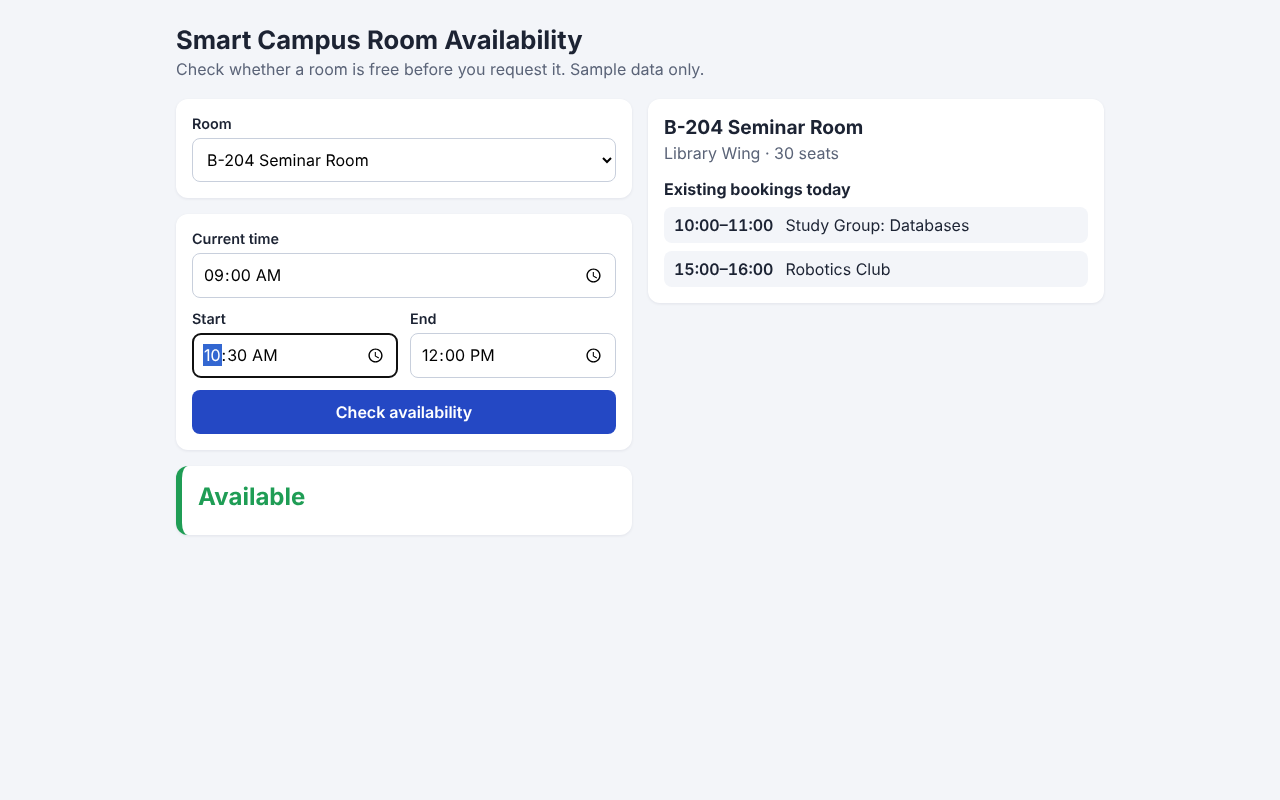 Smart Campus Room Availability
Check whether a room is free before you request it. Sample data only.
Room
B-204 Seminar Room
Current time
09:00 AM
Start
End
10:30 AM
12:00 PM
Check availability
Available
B-204 Seminar Room
Library Wing · 30 seats
Existing bookings today
10:00–11:00 Study Group: Databases
15:00–16:00 Robotics Club